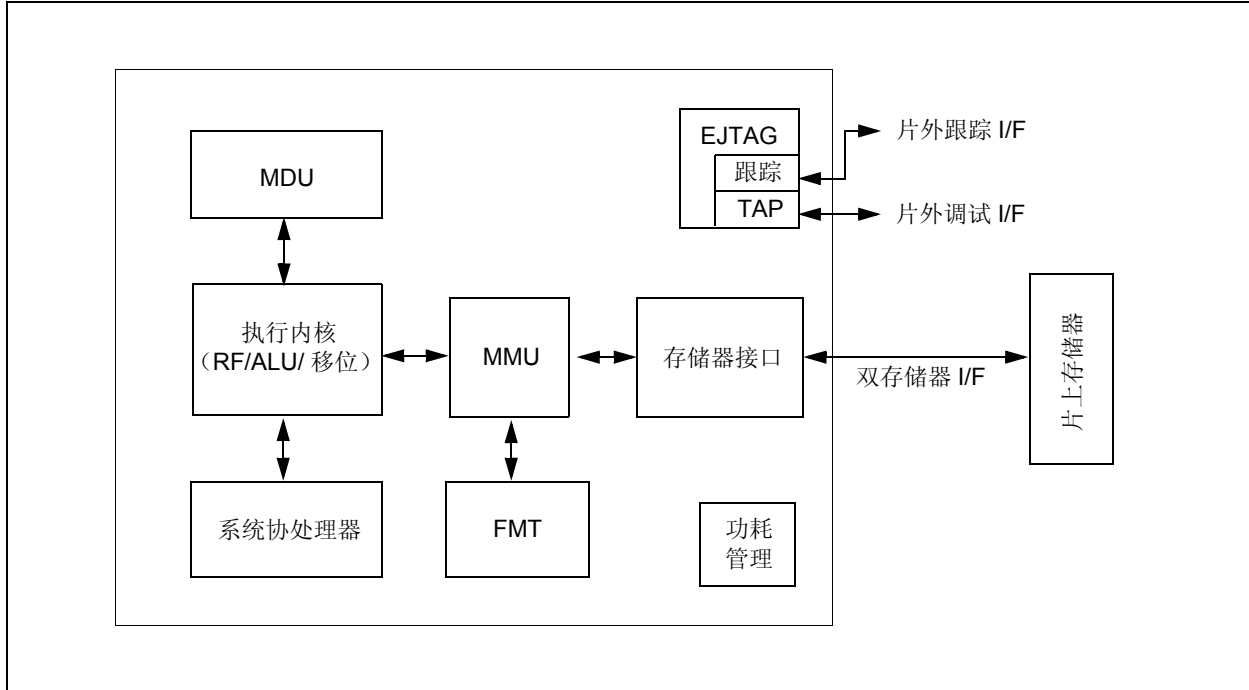 EJTAG
跟踪
TAP
片外跟踪 I/F
片外调试 I/F
MDU
执行内核
（RF/ALU/ 移位）
MMU
存储器接口
双存储器 I/F
片上存储器
系统协处理器
FMT
功耗
管理